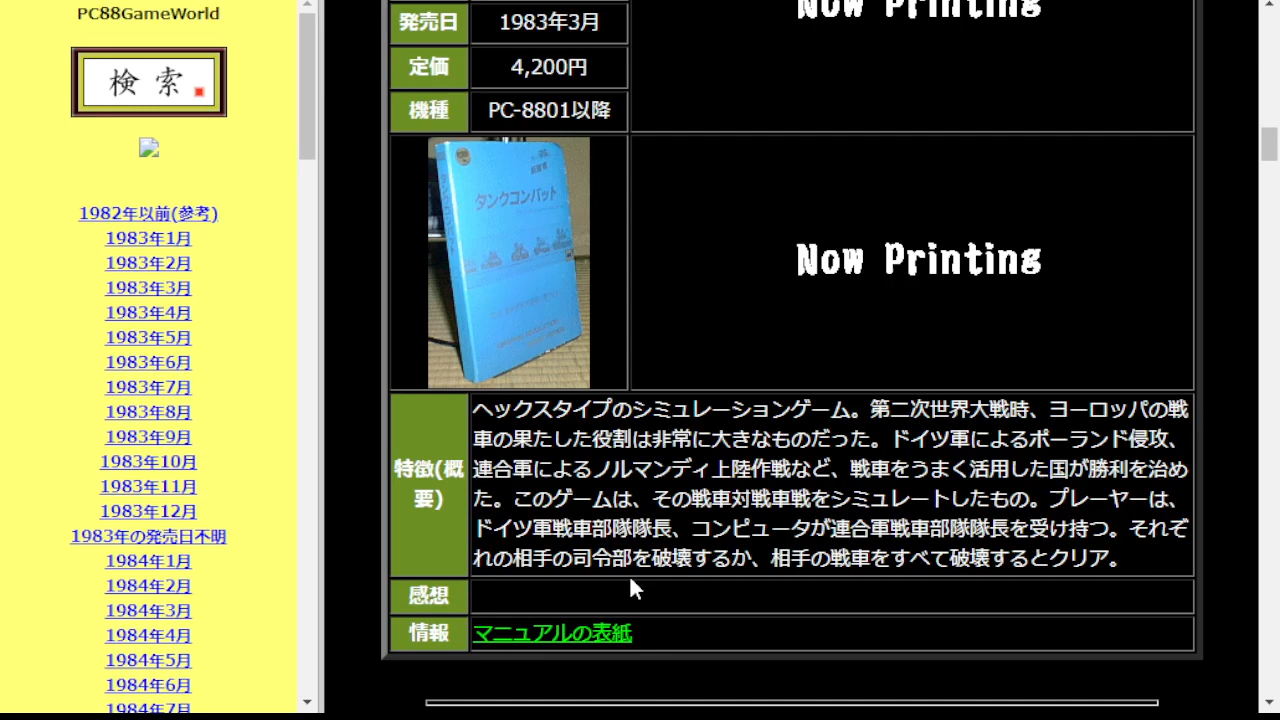 PC88GameWorld
検索
1982年以前(参考)
1983年1月
1983年2月
1983年3月
1983年4月
1983年5月
1983年6月
1983年7月
1983年8月
1983年9月
1983年10月
1983年11月
1983年12月
1983年の発売日不明
1984年1月
1984年2月
1984年3月
1984年4月
1984年5月
1984年6月
1984年7月
Now Printing
発売日 1983年3月
定価 4,200円
機種 PC-8801以降
タンクコンバット
Now Printing
特徴(概
要)
ヘックスタイプのシミュレーションゲーム。第二次世界大戦時、ヨーロッパの戦
車の果たした役割は非常に大きなものだった。ドイツ軍によるポーランド侵攻、
連合軍によるノルマンディ上陸作戦など、戦車をうまく活用した国が勝利を治め
た。このゲームは、その戦車対戦車戦をシミュレートしたもの。プレーヤーは、
ドイツ軍戦車部隊隊長、コンピュータが連合軍戦車部隊隊長を受け持つ。それぞ
れの相手の司令部を破壊するか、相手の戦車をすべて破壊するとクリア。
感想
情報 マニュアルの表紙